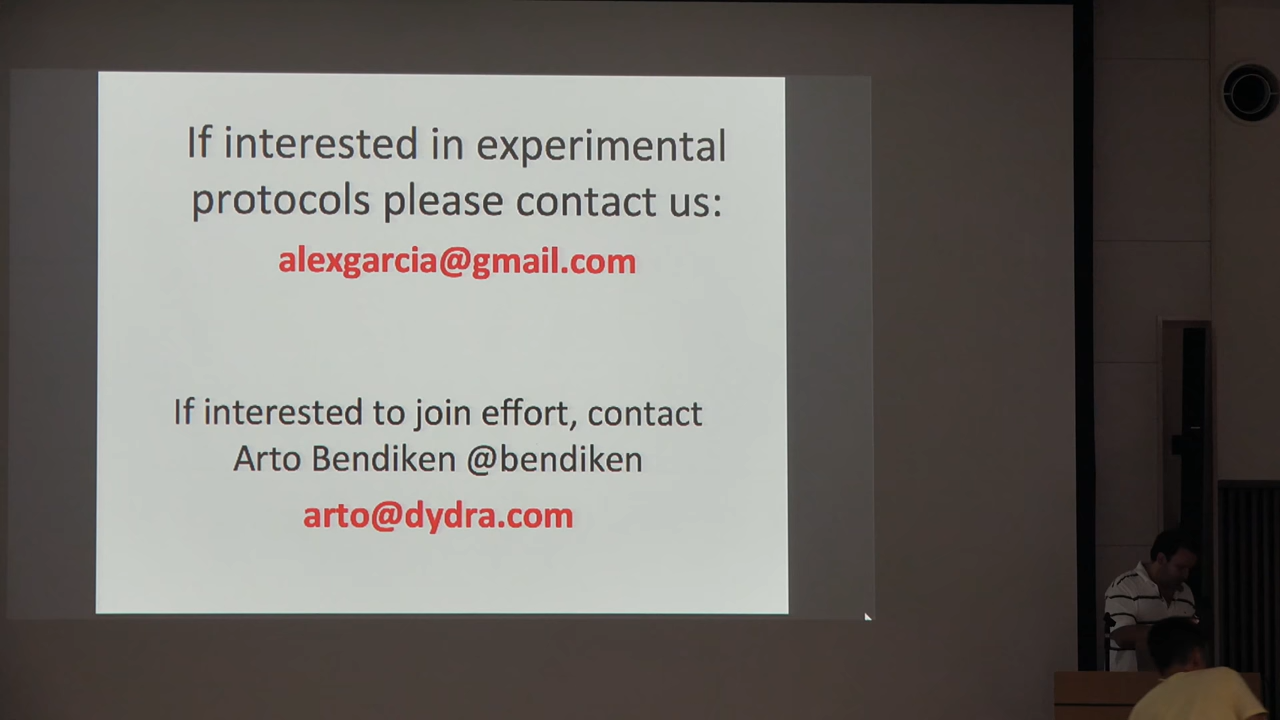 If interested in experimental
protocols please contact us:
alexgarcia@gmail.com
If interested to join effort, contact
Arto Bendiken @bendiken
arto@dydra.com